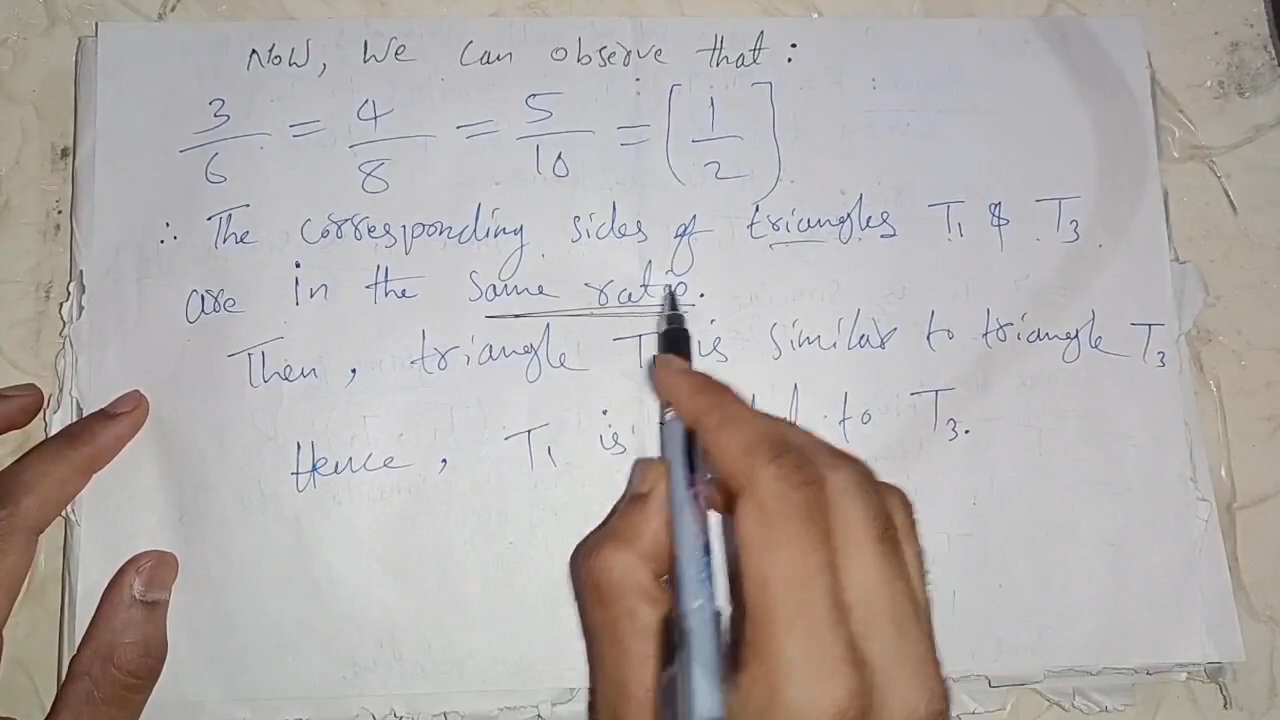 Now, We can observe that :
3/6 = 4/8 = 5/10 = [1/2]
∴ The corresponding sides of triangles T1 & T3
are in the same ratio.
Then, triangle T1 is similar to triangle T3
Hence, T1 is to T3.